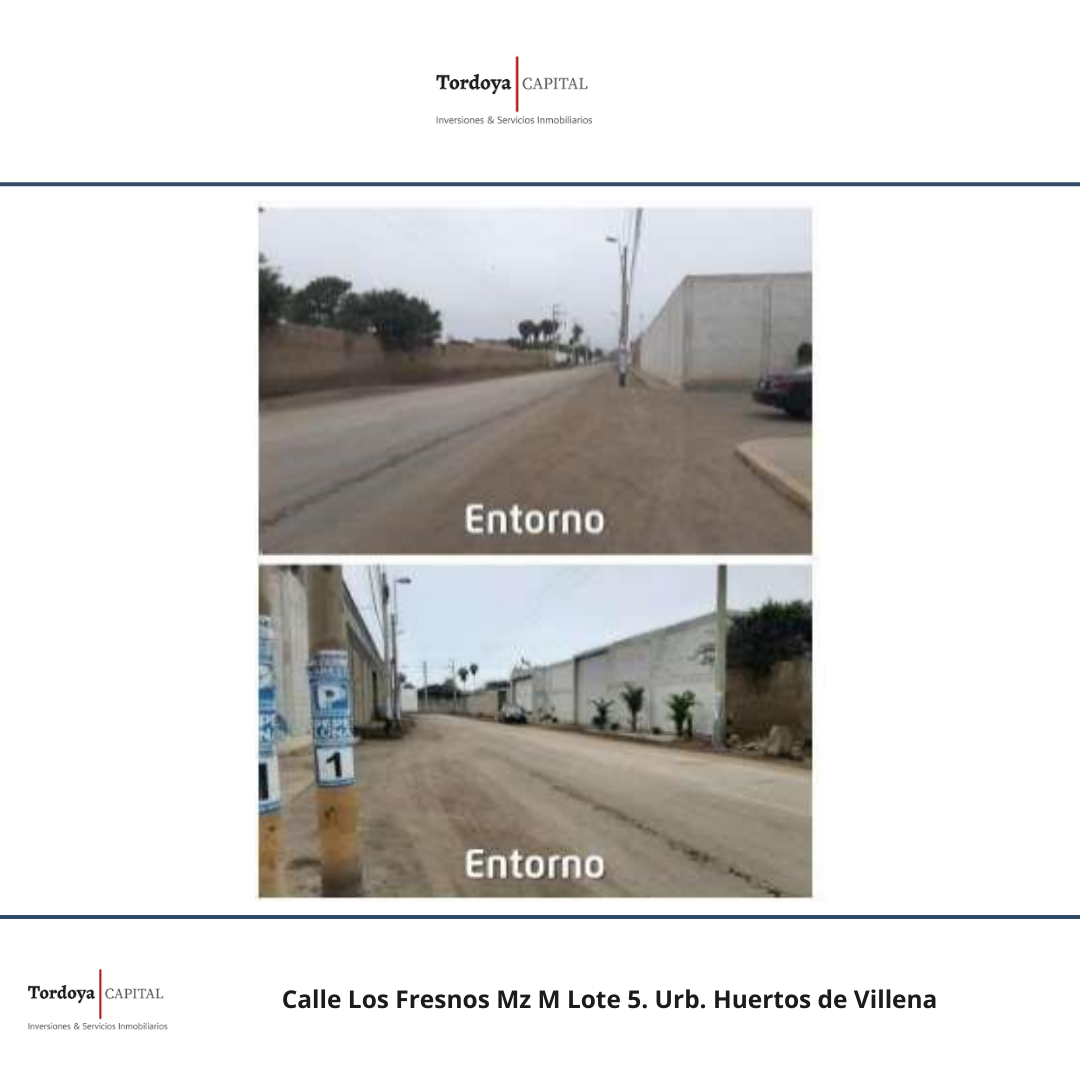 Tordoya CAPITAL
Inversiones & Servicios Inmobiliarios
Entorno
P
PEPE
LUNA
1
Entorno
Tordoya CAPITAL
Inversiones & Servicios Inmobiliarios
Calle Los Fresnos Mz M Lote 5. Urb. Huertos de Villena